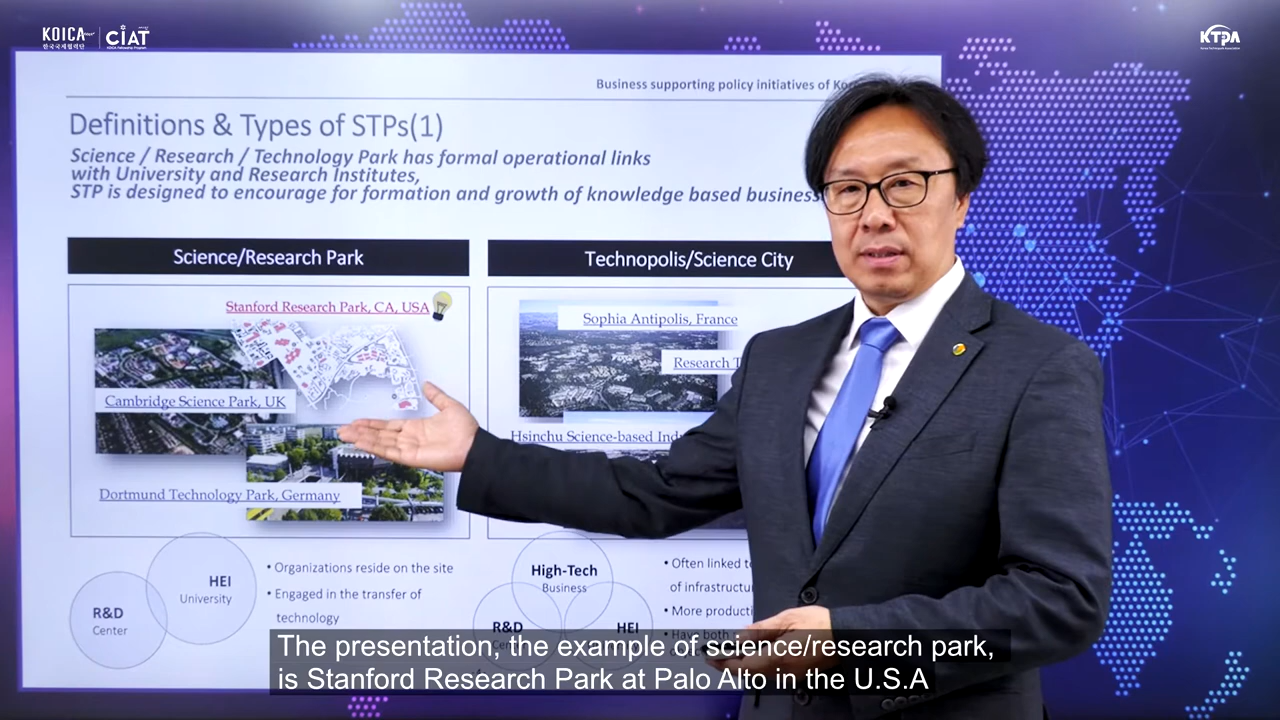 KOICA
한국국제협력단
CIAT
KOICA Fellowship Program
KTPA
Korea Technopark Association
Business supporting policy initiatives of
Definitions & Types of STPs(1)
Science / Research / Technology Park has formal operational links
with University and Research Institutes,
STP is designed to encourage for formation and growth of knowledge based business
Science/Research Park
Technopolis/Science City
Stanford Research Park, CA, USA
Cambridge Science Park, UK
Dortmund Technology Park, Germany
Sophia Antipolis, France
Research T
Hsinchu Science-based Ind
HEI
University
R&D
Center
• Organizations reside on the site
• Engaged in the transfer of
technology
High-Tech
Business
R&D
HEI
• Often linked t
of infrastructu
• More producti
• Have both
The presentation, the example of science/research park,
is Stanford Research Park at Palo Alto in the U.S.A